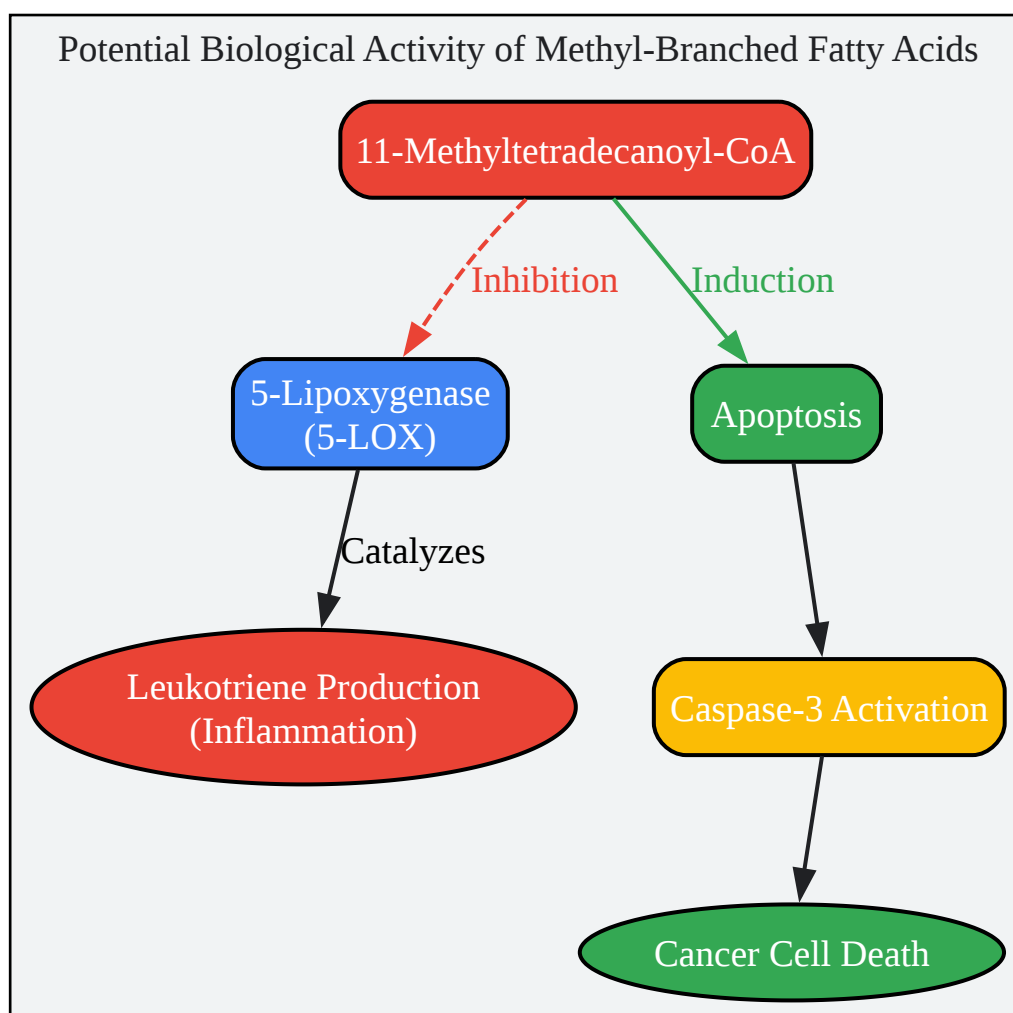 Potential Biological Activity of Methyl-Branched Fatty Acids
11-Methyltetradecanoyl-CoA
Inhibition
Induction
5-Lipoxygenase
(5-LOX)
Apoptosis
Catalyzes
Leukotriene Production
(Inflammation)
Caspase-3 Activation
Cancer Cell Death